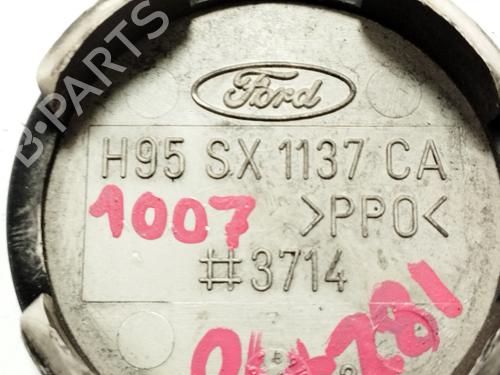 Ford
H95 SX 1137 CA
1007 >PPO<
#3714
B-PARTS